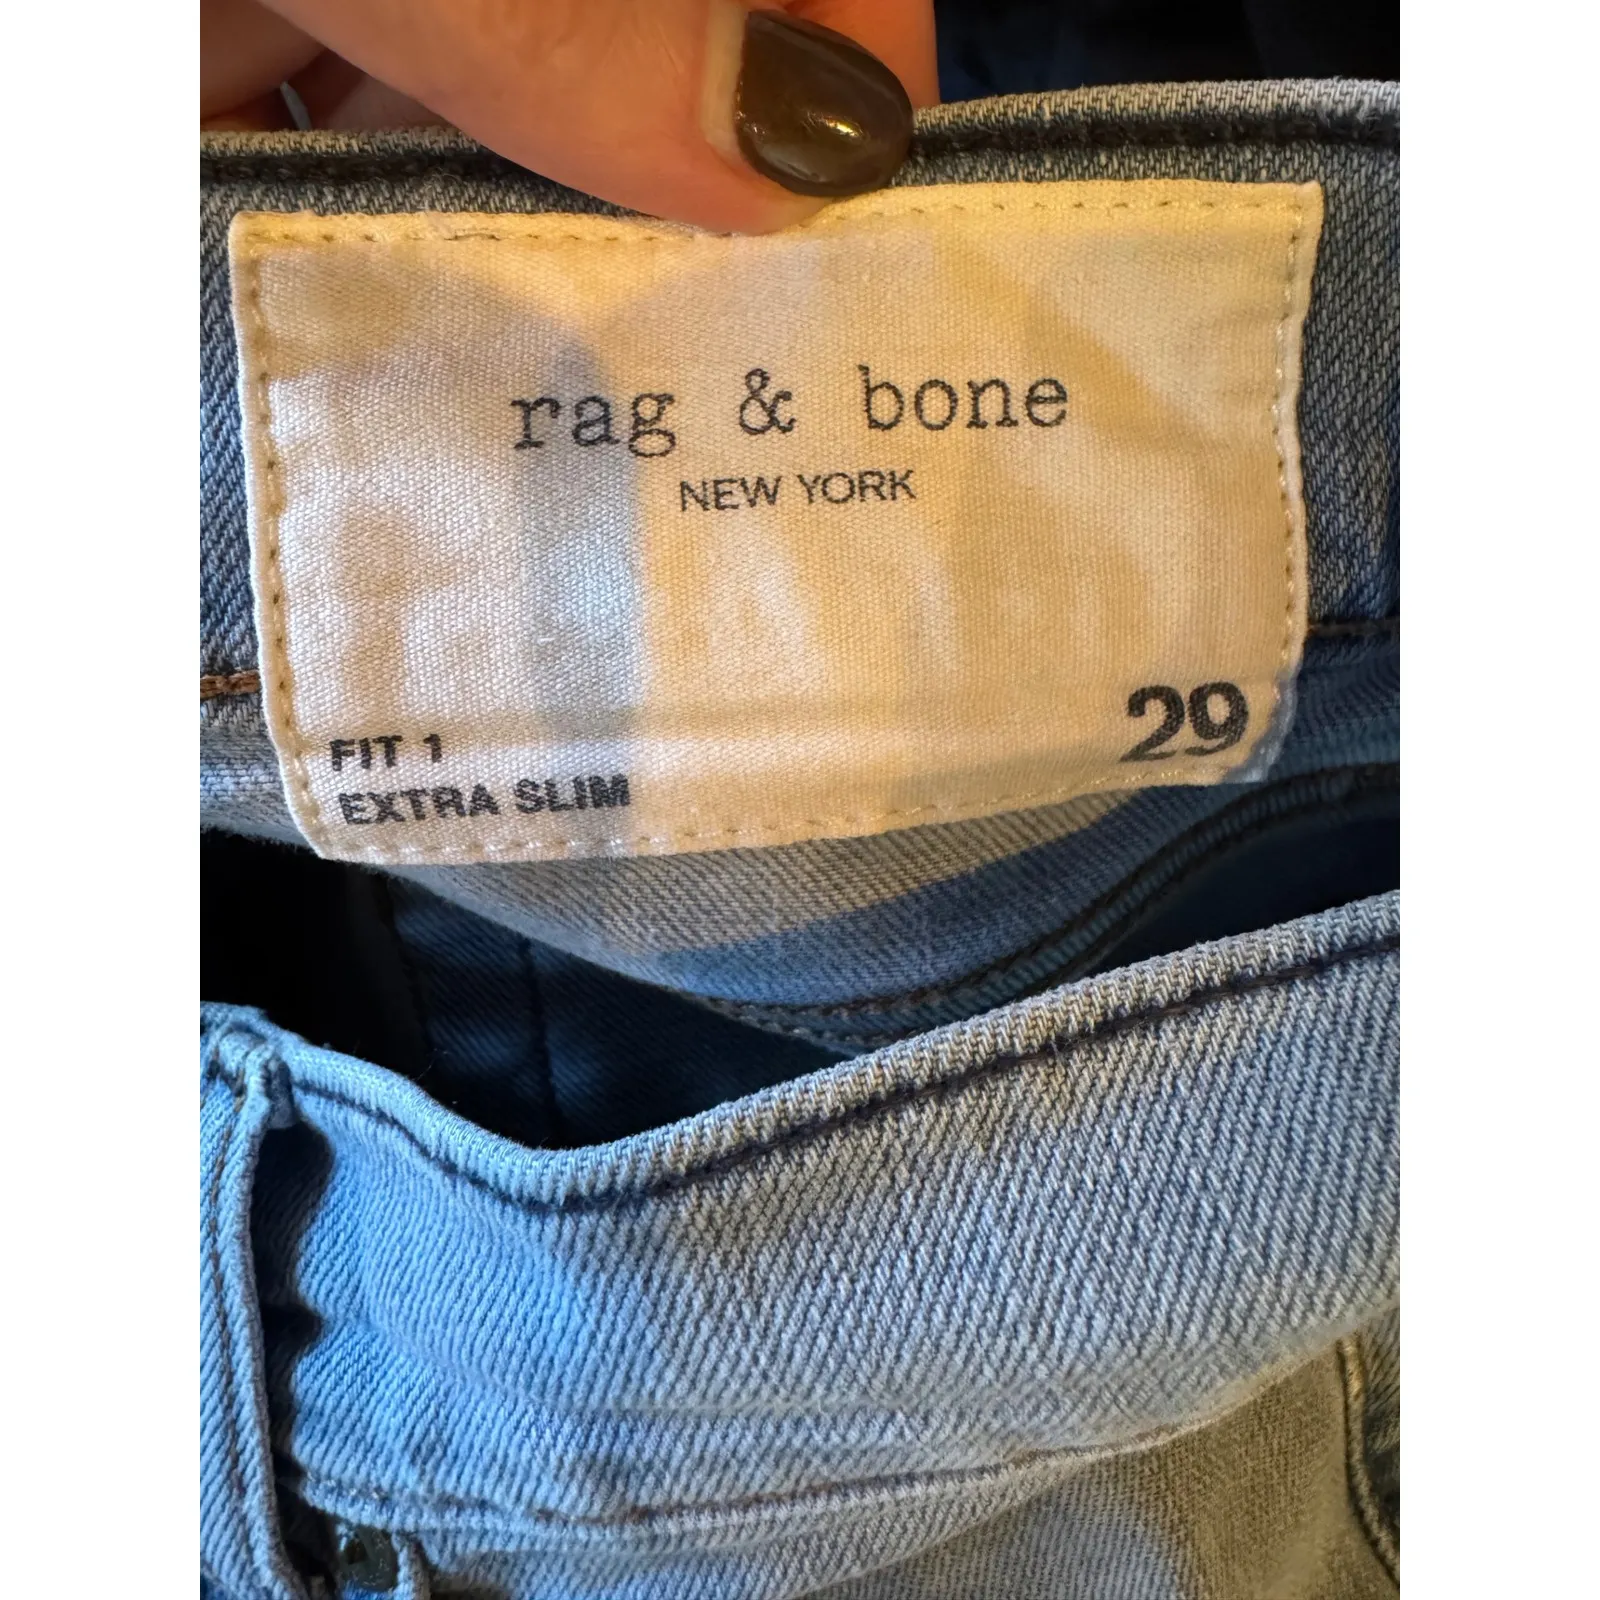 rag & bone
NEW YORK
FIT 1
EXTRA SLIM
29